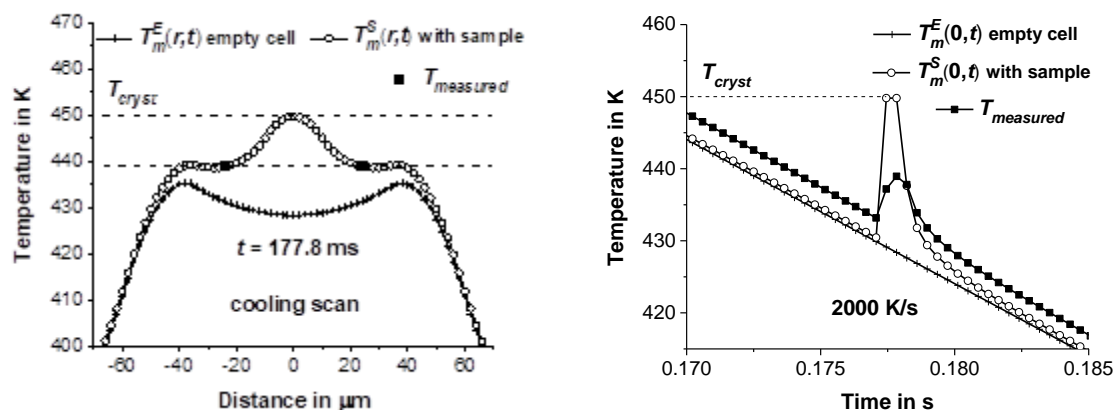 470
460
450
440
430
420
410
400
-60 -40 -20 0 20 40 60
Temperature in K
Distance in µm
T_m^E(r,t) empty cell T_m^S(r,t) with sample
T_measured
T_cryst
t = 177.8 ms
cooling scan
460
450
440
430
420
0.170 0.175 0.180 0.185
Temperature in K
Time in s
T_m^E(0,t) empty cell
T_m^S(0,t) with sample
T_measured
T_cryst
2000 K/s